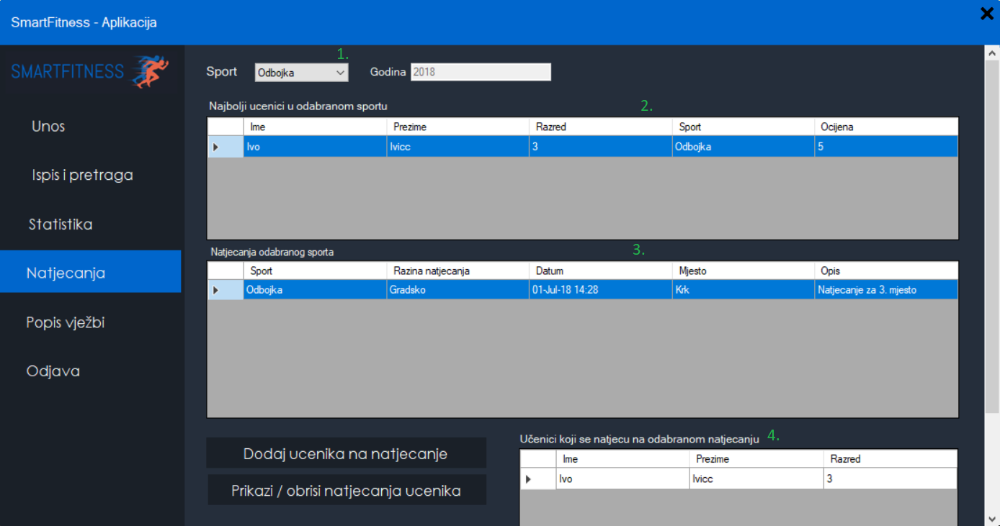 SmartFitness - Aplikacija
SMARTFITNESS
Unos
Ispis i pretraga
Statistika
Natjecanja
Popis vježbi
Odjava
1.
Sport Odbojka Godina 2018
Najbolji ucenici u odabranom sportu 2.
Ime Prezime Razred Sport Ocijena
Ivo Ivicc 3 Odbojka 5
Natjecanja odabranog sporta 3.
Sport Razina natjecanja Datum Mjesto Opis
Odbojka Gradsko 01-Jul-18 14:28 Krk Natjecanje za 3. mjesto
Dodaj ucenika na natjecanje
Prikazi / obrisi natjecanja ucenika
Učenici koji se natjecu na odabranom natjecanju 4.
Ime Prezime Razred
Ivo Ivicc 3